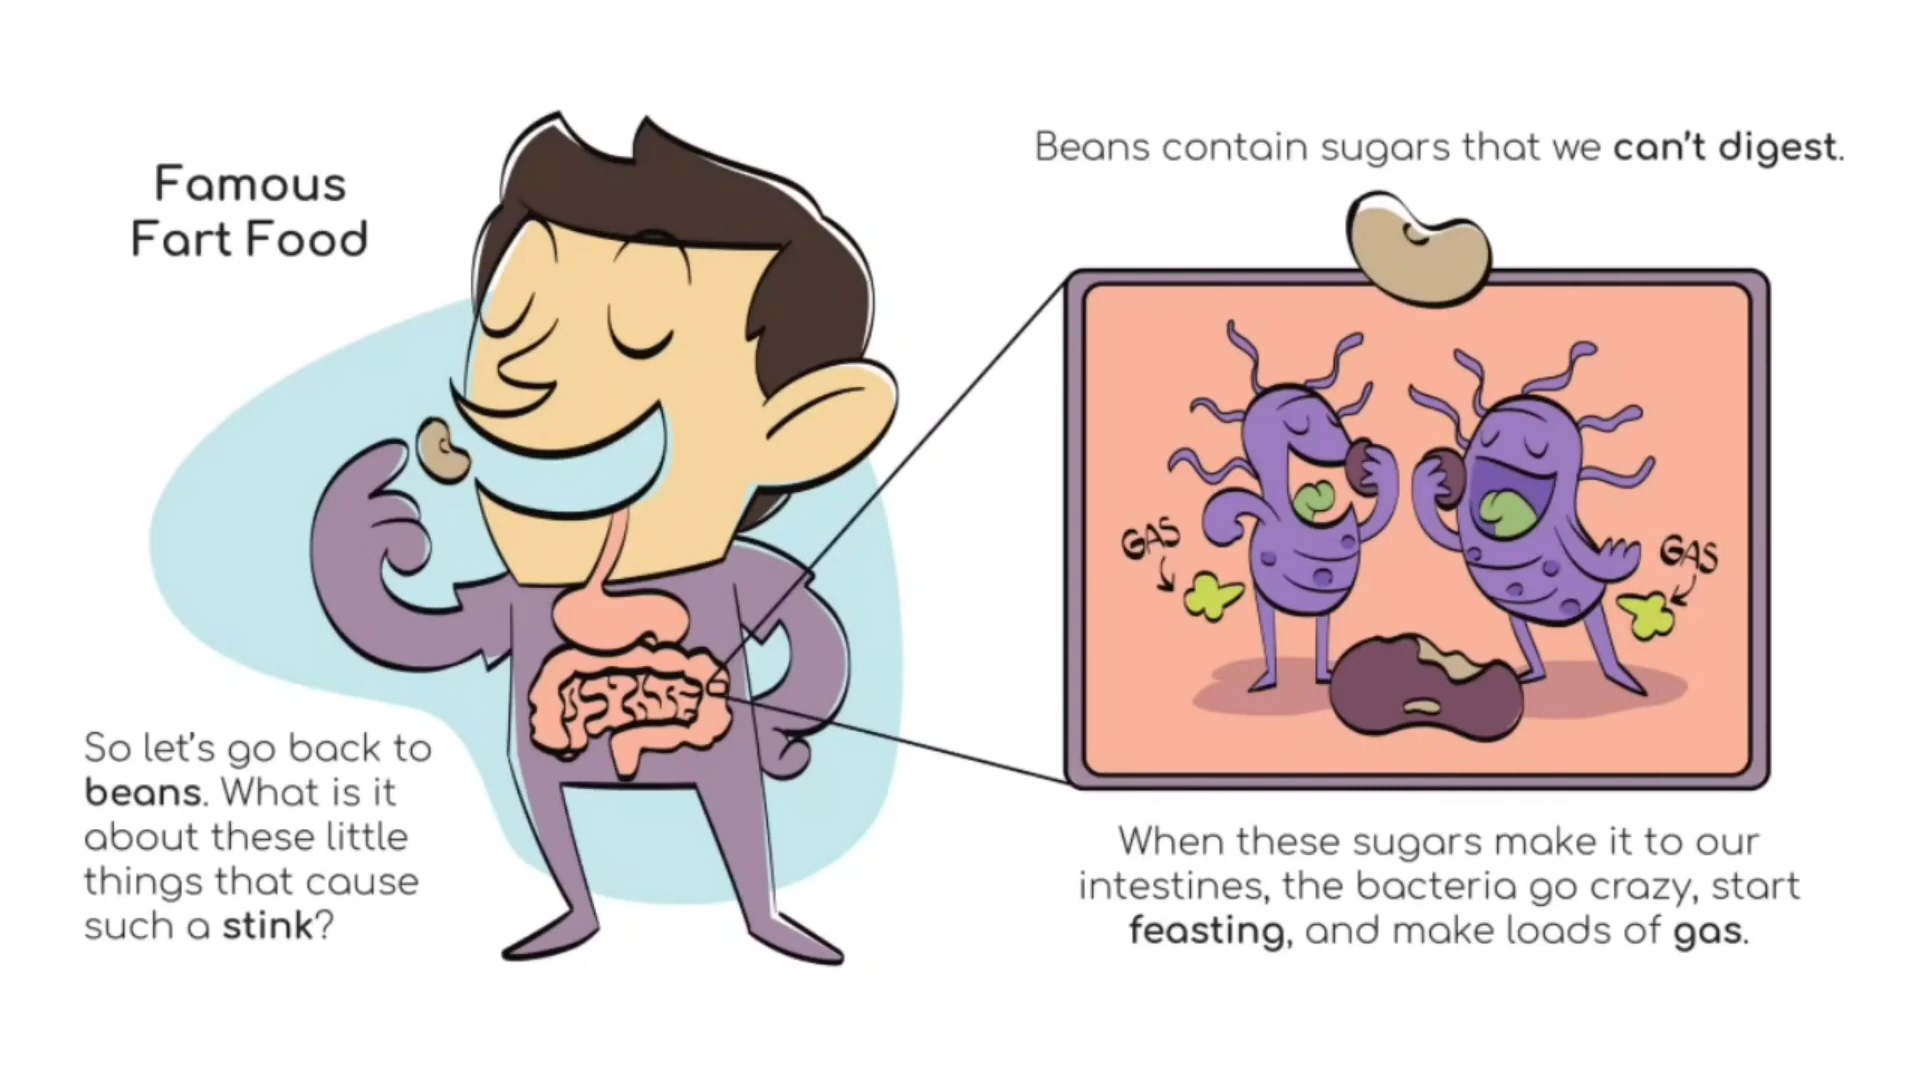 Famous
Fart Food
So let's go back to
beans. What is it
about these little
things that cause
such a stink?
Beans contain sugars that we can't digest.
GAS
GAS
When these sugars make it to our
intestines, the bacteria go crazy, start
feasting, and make loads of gas.